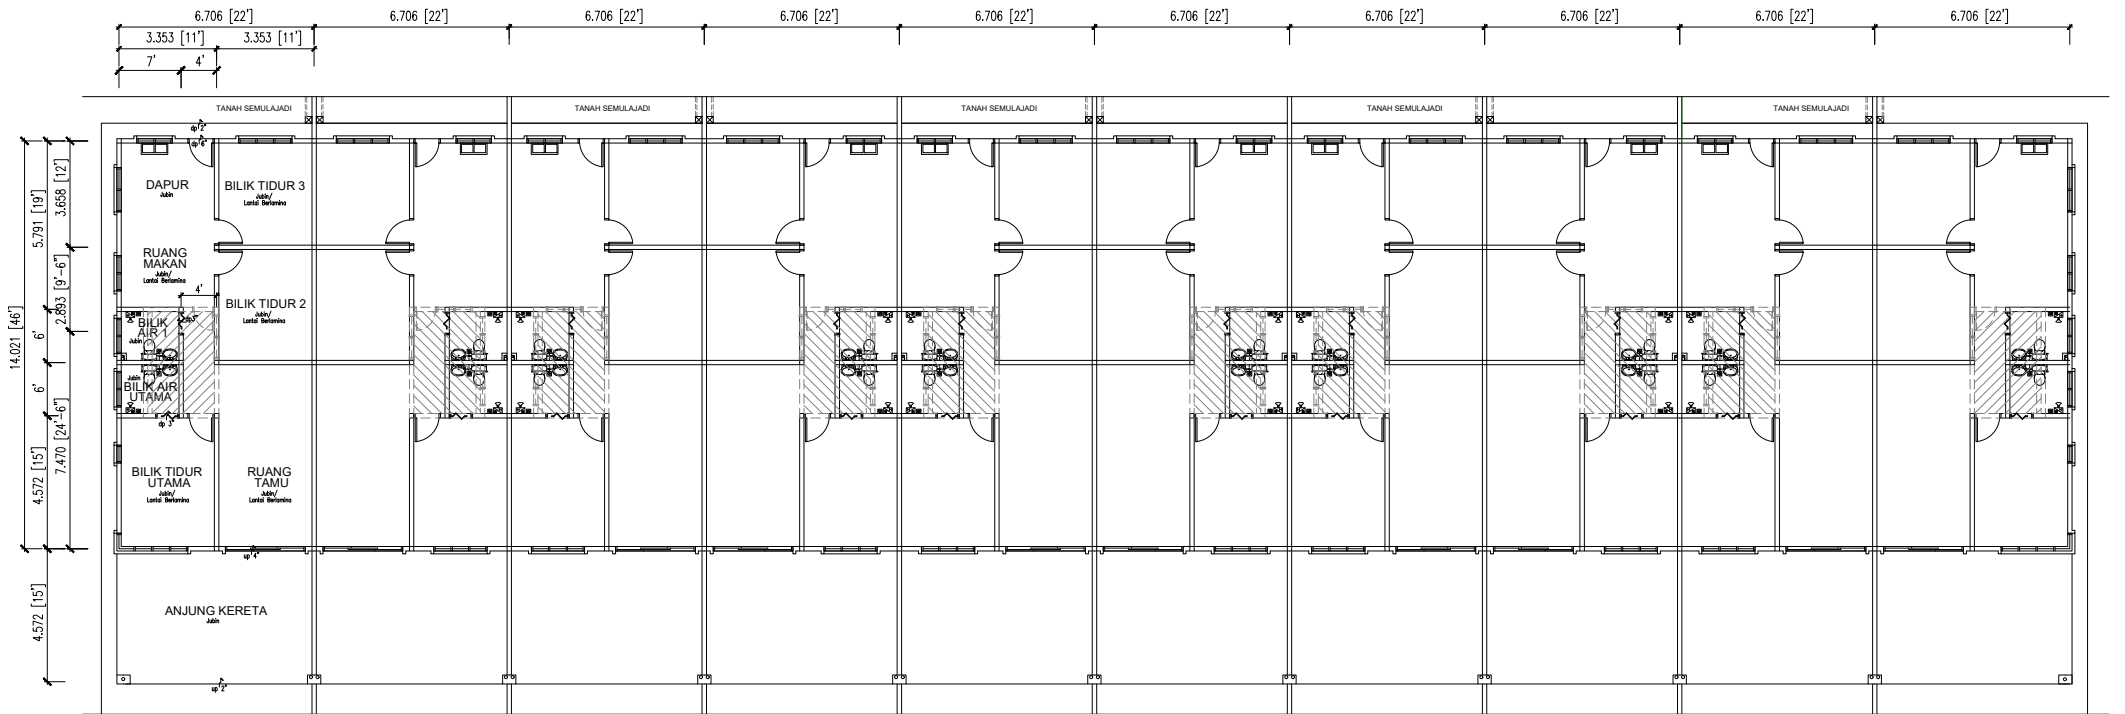 6.706 [22'] 6.706 [22'] 6.706 [22'] 6.706 [22'] 6.706 [22'] 6.706 [22'] 6.706 [22'] 6.706 [22'] 6.706 [22'] 6.706 [22']
3.353 [11'] 3.353 [11']
7' 4'
TANAH SEMULAJADI TANAH SEMULAJADI TANAH SEMULAJADI TANAH SEMULAJADI TANAH SEMULAJADI
dp 2"
dp 6"
14.021 [46']
5.791 [19']
6'
6'
4.572 [15']
4.572 [15']
3.658 [12']
2.893 [9'-6"]
7.470 [24'-6"]
DAPUR
Jubin
BILIK TIDUR 3
Jubin/
Lantai Berlamina
RUANG
MAKAN
Jubin/
Lantai Berlamina
4'
BILIK TIDUR 2
Jubin/
Lantai Berlamina
dp3"
BILIK
AIR 1
Jubin
Jubin
BILIK AIR
UTAMA
dp 3"
BILIK TIDUR
UTAMA
Jubin/
Lantai Berlamina
RUANG
TAMU
Jubin/
Lantai Berlamina
up 4"
ANJUNG KERETA
Jubin
up 2"